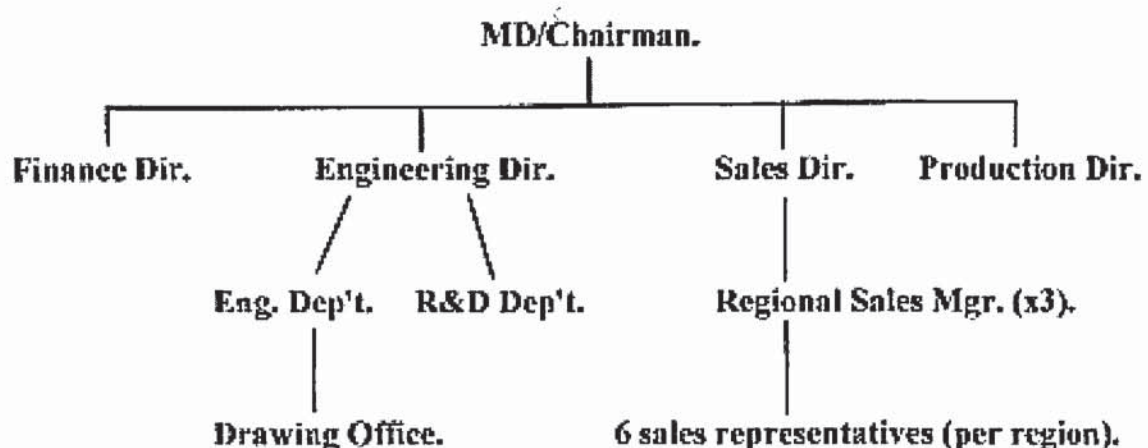 MD/Chairman.
Finance Dir. Engineering Dir. Sales Dir. Production Dir.
Eng. Dep't. R&D Dep't. Regional Sales Mgr. (x3).
Drawing Office. 6 sales representatives (per region).